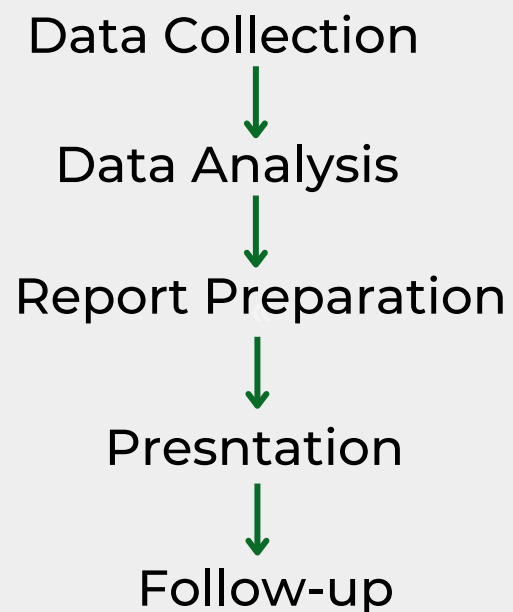 Data Collection
Data Analysis
Report Preparation
Presntation
Follow-up